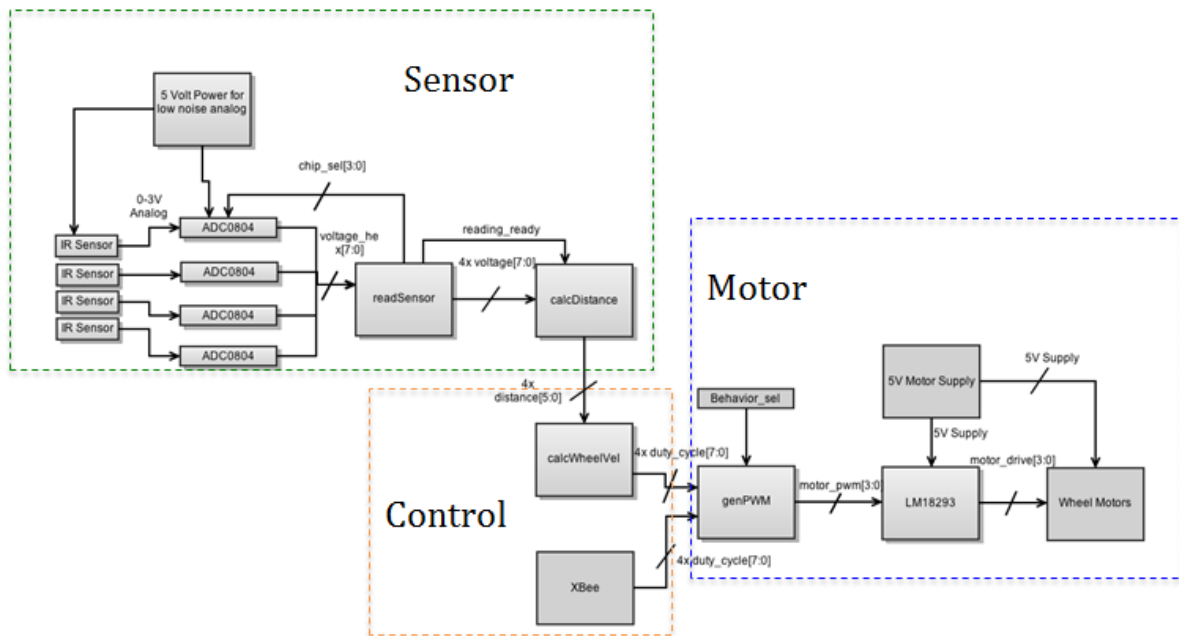 Sensor
5 Volt Power for
low noise analog
chip_sel[3:0]
0-3V
Analog
ADC0804
IR Sensor
voltage_he
x[7:0]
reading_ready
4x voltage[7:0]
IR Sensor
ADC0804
IR Sensor
ADC0804
IR Sensor
ADC0804
readSensor
calcDistance
4x
distance[5:0]
Control
calcWheelVel
4x duty_cycle[7:0]
XBee
4x duty_cycle[7:0]
Motor
Behavior_sel
genPWM
motor_pwm[3:0]
5V Motor Supply
5V Supply
5V Supply
LM18293
motor_drive[3:0]
Wheel Motors